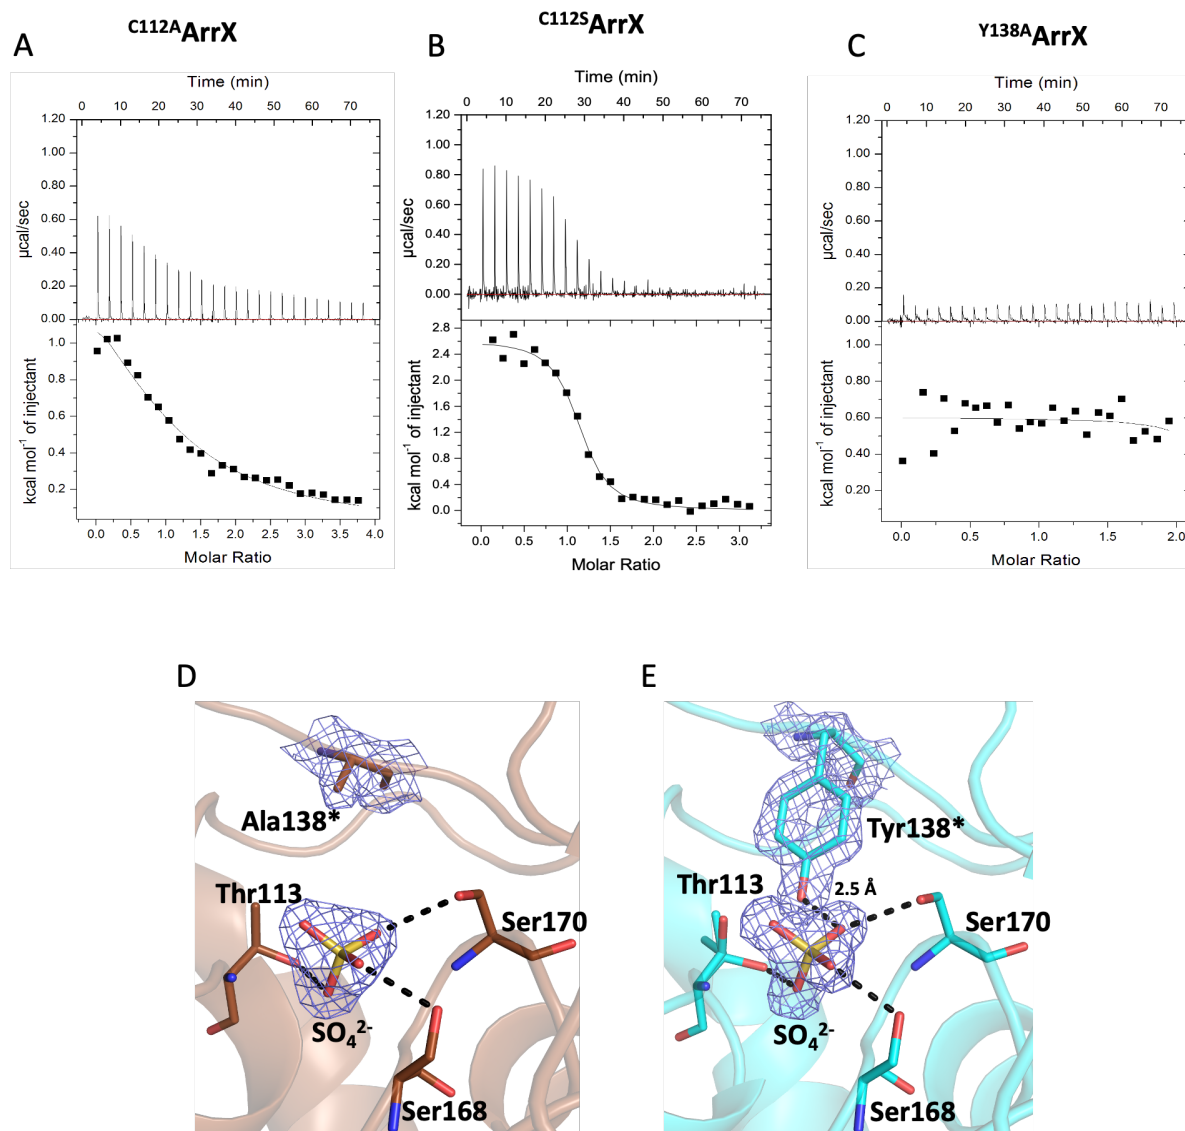 A
C112AArrX
Time (min)
0 10 20 30 40 50 60 70
1.20
1.00
0.80
0.60
0.40
0.20
0.00
µcal/sec
1.0
0.8
0.6
0.4
0.2
kcal mol-1 of injectant
0.0 0.5 1.0 1.5 2.0 2.5 3.0 3.5 4.0
Molar Ratio
B
C112SArrX
Time (min)
0 10 20 30 40 50 60 70
1.20
1.00
0.80
0.60
0.40
0.20
0.00
µcal/sec
2.8
2.4
2.0
1.6
1.2
0.8
0.4
0.0
kcal mol-1 of injectant
0.0 0.5 1.0 1.5 2.0 2.5 3.0
Molar Ratio
C
Y138AArrX
Time (min)
0 10 20 30 40 50 60 70
1.20
1.00
0.80
0.60
0.40
0.20
0.00
µcal/sec
1.00
0.80
0.60
0.40
0.20
kcal mol-1 of injectant
0.0 0.5 1.0 1.5 2.0
Molar Ratio
D
Ala138*
Thr113
Ser170
SO42-
Ser168
E
Tyr138*
Thr113
2.5 Å
Ser170
SO42-
Ser168